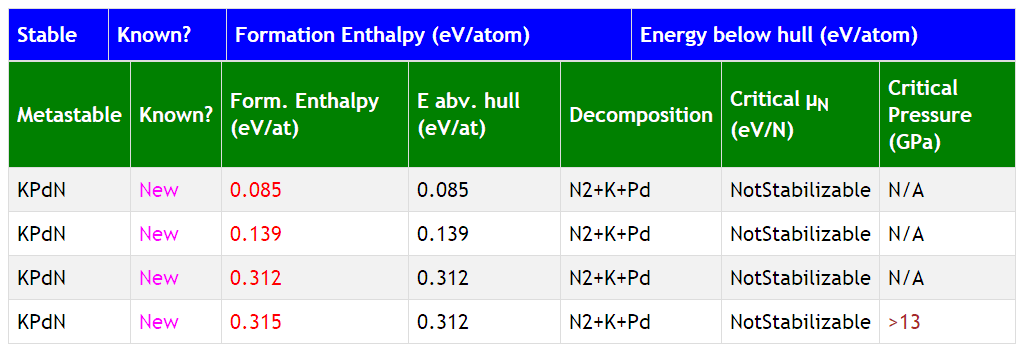 Stable Known? Formation Enthalpy (eV/atom) Energy below hull (eV/atom)
Metastable Known? Form. Enthalpy (eV/at) E abv. hull (eV/at) Decomposition Critical μN (eV/N) Critical Pressure (GPa)
KPdN New 0.085 0.085 N2+K+Pd NotStabilizable N/A
KPdN New 0.139 0.139 N2+K+Pd NotStabilizable N/A
KPdN New 0.312 0.312 N2+K+Pd NotStabilizable N/A
KPdN New 0.315 0.312 N2+K+Pd NotStabilizable >13